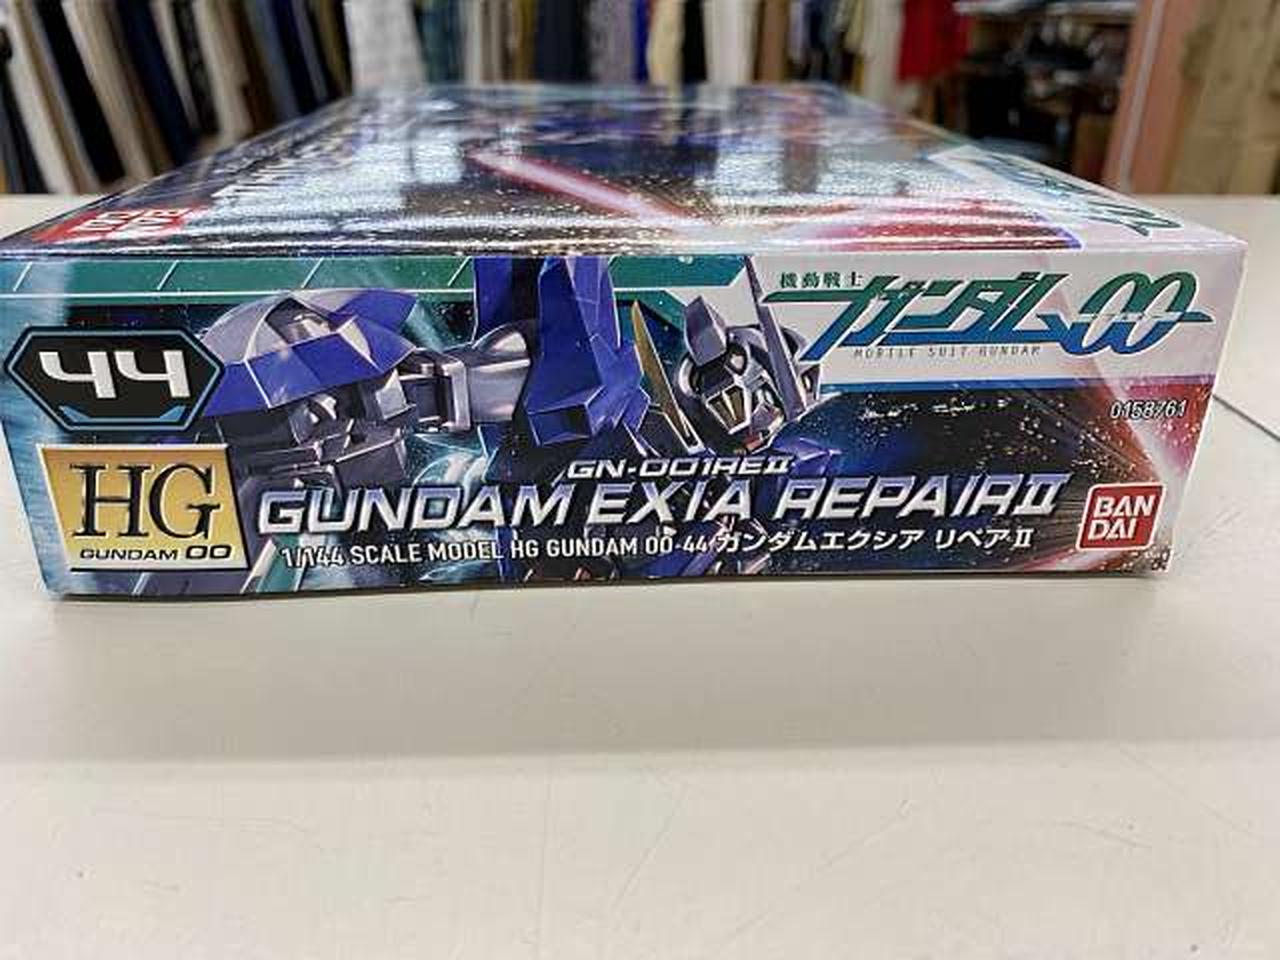 機動戦士
ガンダム00
MOBILE SUIT GUNDAM
44
0158761
HG
GUNDAM 00
GN-001REⅡ
GUNDAM EXIA REPAIRⅡ
1/144 SCALE MODEL HG GUNDAM 00-44 ガンダムエクシア リペアⅡ
BAN
DAI